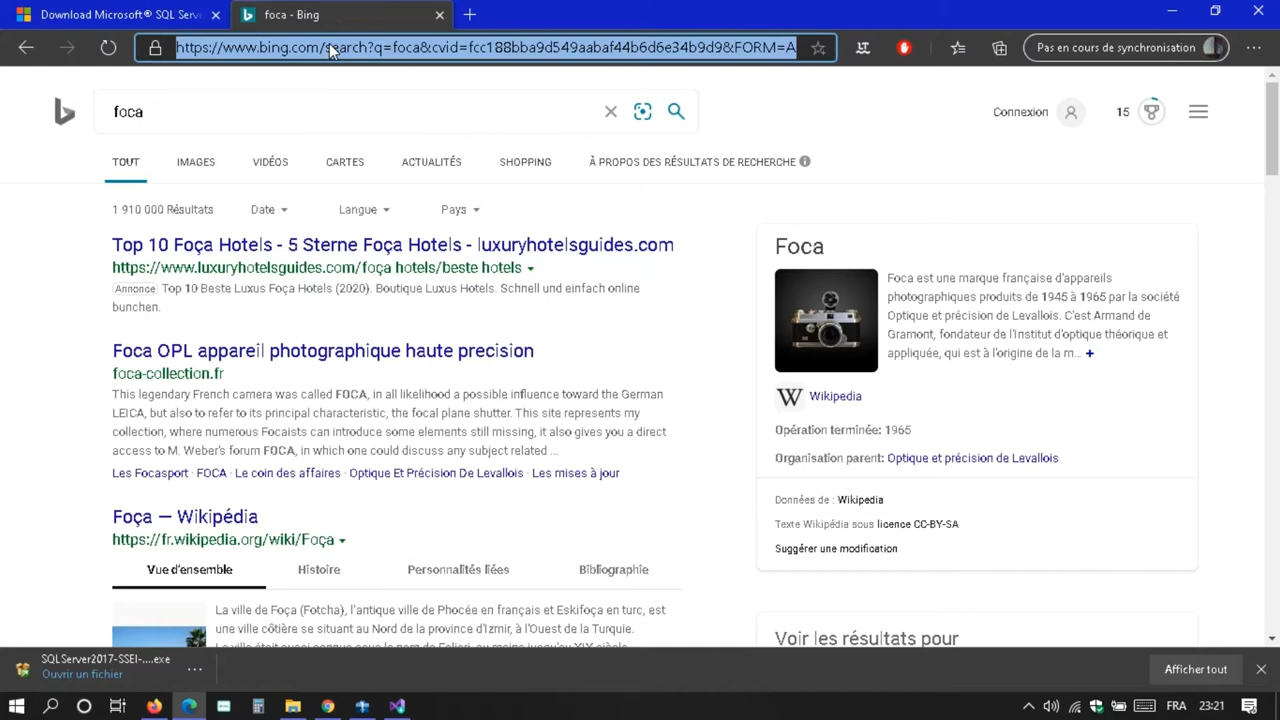 Download Microsoft® SQL Serve
foca - Bing
https://www.bing.com/search?q=foca&cvid=fcc188bba9d549aabaf44b6d6e34b9d9&FORM=A
Pas en cours de synchronisation
foca
Connexion
15
TOUT
IMAGES
VIDÉOS
CARTES
ACTUALITÉS
SHOPPING
À PROPOS DES RÉSULTATS DE RECHERCHE
1 910 000 Résultats
Date
Langue
Pays
Top 10 Foça Hotels - 5 Sterne Foça Hotels - luxuryhotelsguides.com
https://www.luxuryhotelsguides.com/foça hotels/beste hotels
Annonce Top 10 Beste Luxus Foça Hotels (2020). Boutique Luxus Hotels. Schnell und einfach online
bunchen.
Foca OPL appareil photographique haute precision
foca-collection.fr
This legendary French camera was called FOCA, in all likelihood a possible influence toward the German
LEICA, but also to refer to its principal characteristic, the focal plane shutter. This site represents my
collection, where numerous Focaists can introduce some elements still missing, it also gives you a direct
access to M. Weber's forum FOCA, in which one could discuss any subject related ...
Les Focasport · FOCA · Le coin des affaires · Optique Et Précision De Levallois · Les mises à jour
Foça — Wikipédia
https://fr.wikipedia.org/wiki/Foça
Vue d'ensemble
Histoire
Personnalités liées
Bibliographie
La ville de Foça (Fotcha), l'antique ville de Phocée en français et Eskifoça en turc, est
une ville côtière se situant au Nord de la province d'Izmir, à l'Ouest de la Turquie.
Foca
Foca est une marque française d'appareils
photographiques produits de 1945 à 1965 par la société
Optique et précision de Levallois. C'est Armand de
Gramont, fondateur de l'Institut d'optique théorique et
appliquée, qui est à l'origine de la m... +
Wikipedia
Opération terminée: 1965
Organisation parent: Optique et précision de Levallois
Données de : Wikipedia
Texte Wikipédia sous licence CC-BY-SA
Suggérer une modification
Voir les résultats pour
SQLServer2017-SSEI-....exe
Ouvrir un fichier
Afficher tout
FRA
23:21